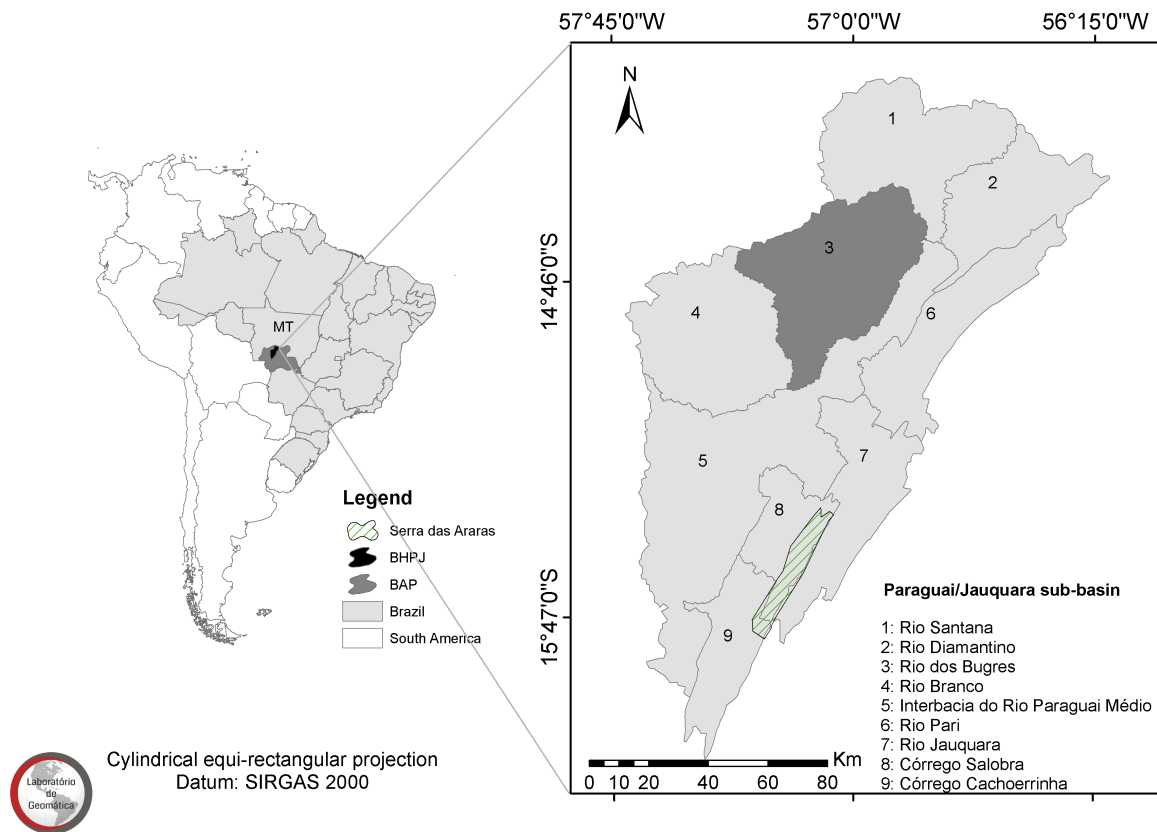 57°45'0"W
57°0'0"W
56°15'0"W
N
1
2
3
14°46'0"S
4
6
MT
5
7
8
9
15°47'0"S
Legend
Serra das Araras
BHPJ
BAP
Brazil
South America
Paraguai/Jauquara sub-basin
1: Rio Santana
2: Rio Diamantino
3: Rio dos Bugres
4: Rio Branco
5: Interbacia do Rio Paraguai Médio
6: Rio Pari
7: Rio Jauquara
8: Córrego Salobra
9: Córrego Cachoerrinha
Km
0 5 10 20 40 60 80
Cylindrical equi-rectangular projection
Datum: SIRGAS 2000
Laboratório
de
Geomática